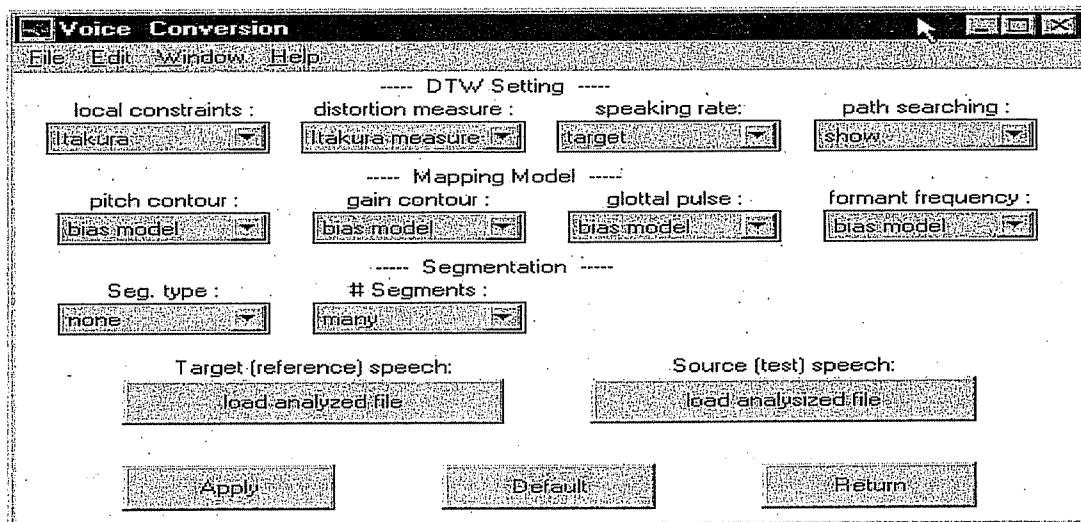 Voice Conversion
File Edit Window Help
----- DTW Setting -----
local constraints : distortion measure : speaking rate: path searching :
Itakura Itakura measure target show
----- Mapping Model -----
pitch contour : gain contour : glottal pulse : formant frequency :
bias model bias model bias model bias model
----- Segmentation -----
Seg. type : # Segments :
none many
Target (reference) speech: Source (test) speech:
load analyzed file load analysized file
Apply Default Return